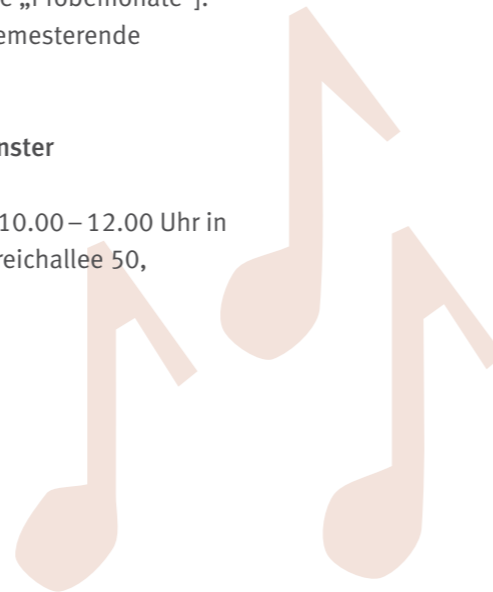 „Probemonate“].
emesterende
nster
10.00 – 12.00 Uhr in
reichallee 50,